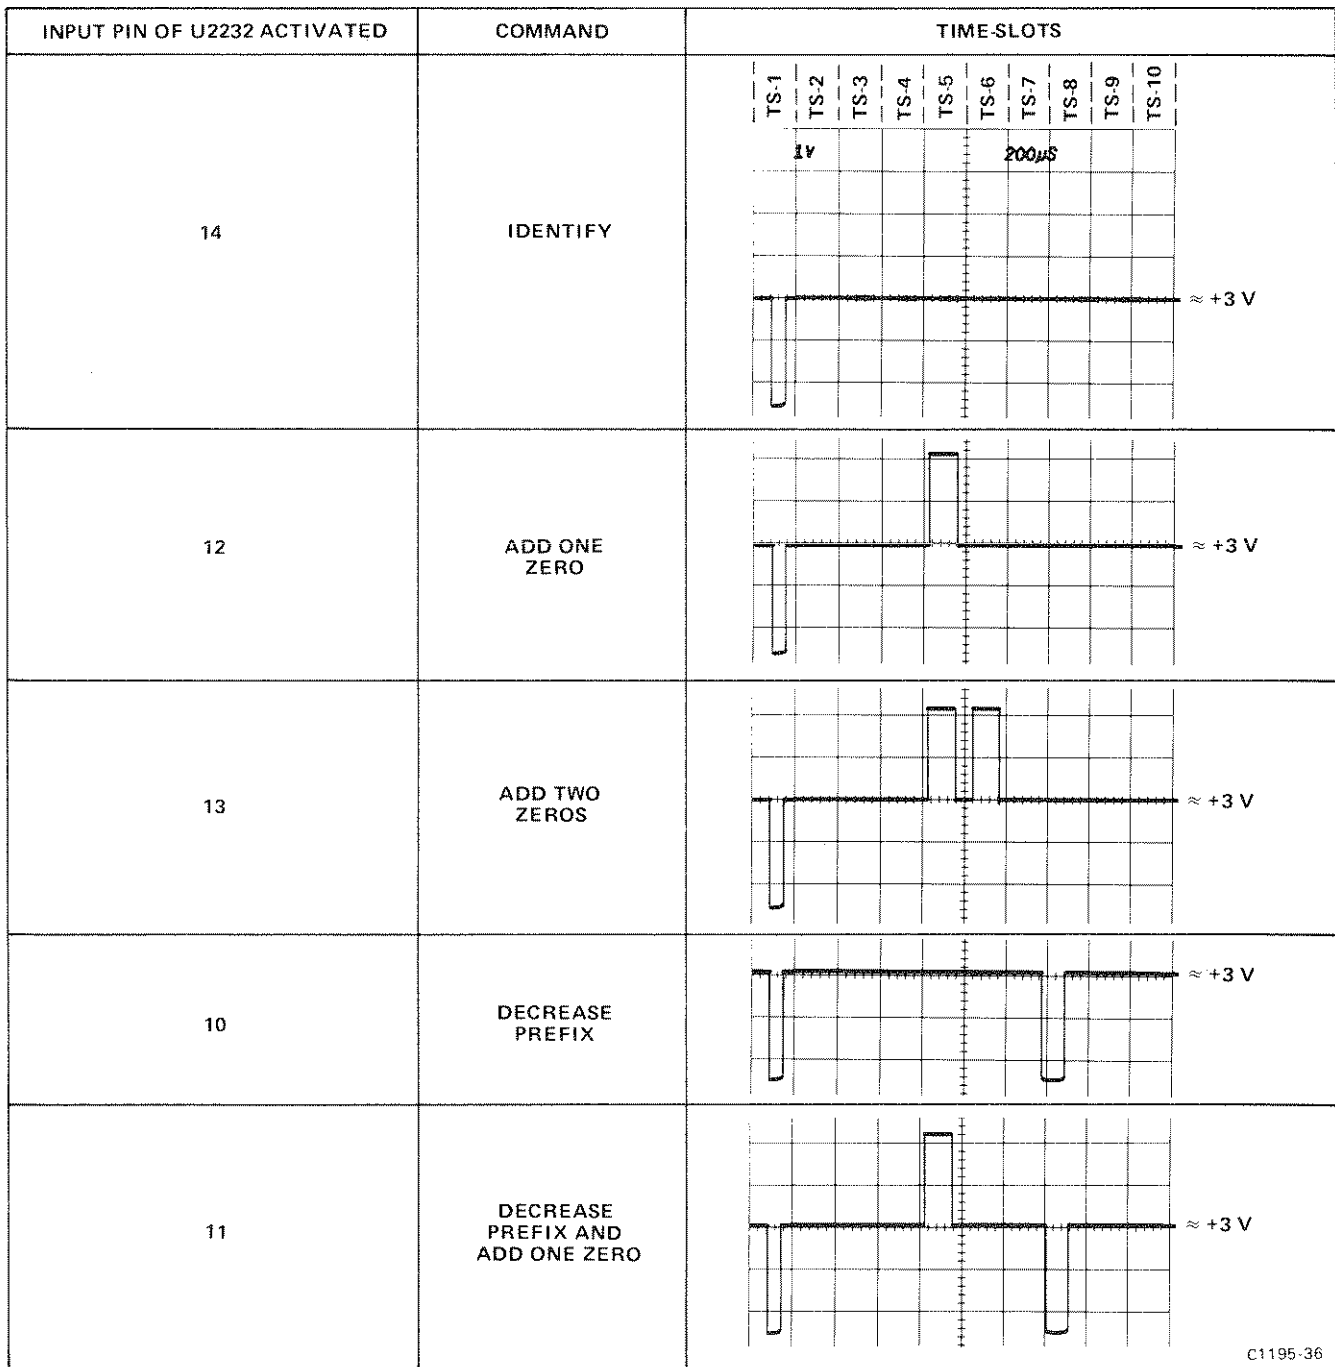 INPUT PIN OF U2232 ACTIVATED
COMMAND
TIME-SLOTS
TS-1
TS-2
TS-3
TS-4
TS-5
TS-6
TS-7
TS-8
TS-9
TS-10
1V
200µS
14
IDENTIFY
≈ +3 V
12
ADD ONE
ZERO
≈ +3 V
13
ADD TWO
ZEROS
≈ +3 V
10
DECREASE
PREFIX
≈ +3 V
11
DECREASE
PREFIX AND
ADD ONE ZERO
≈ +3 V
C1195-36